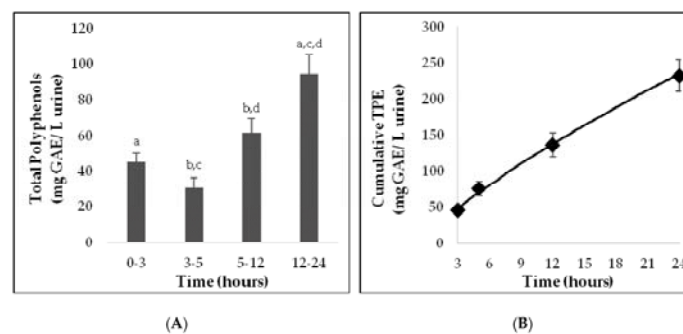 Total Polyphenols
(mg GAE/ L urine)
120
100
80
60
40
20
0
a
b,c
b,d
a,c,d
0-3 3-5 5-12 12-24
Time (hours)
(A)
Cumulative TPE
(mg GAE/ L urine)
300
250
200
150
100
50
0
3 6 9 12 15 18 21 24
Time (hours)
(B)